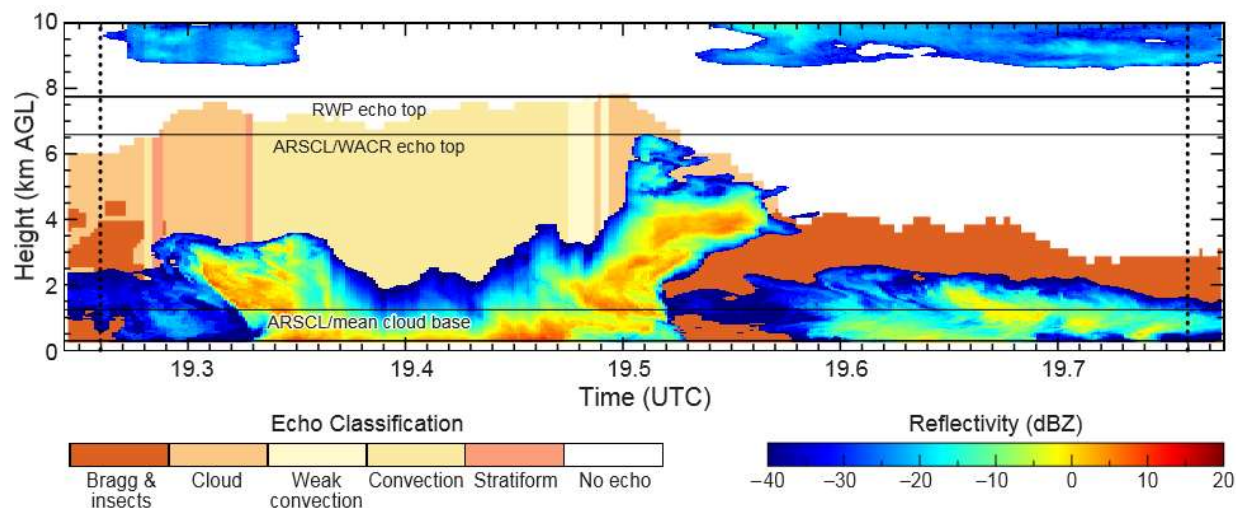 10
8
6
4
2
0
Height (km AGL)
RWP echo top
ARSCL/WACR echo top
ARSCL/mean cloud base
19.3 19.4 19.5 19.6 19.7
Time (UTC)
Echo Classification
Bragg & insects
Cloud
Weak convection
Convection
Stratiform
No echo
Reflectivity (dBZ)
−40 −30 −20 −10 0 10 20